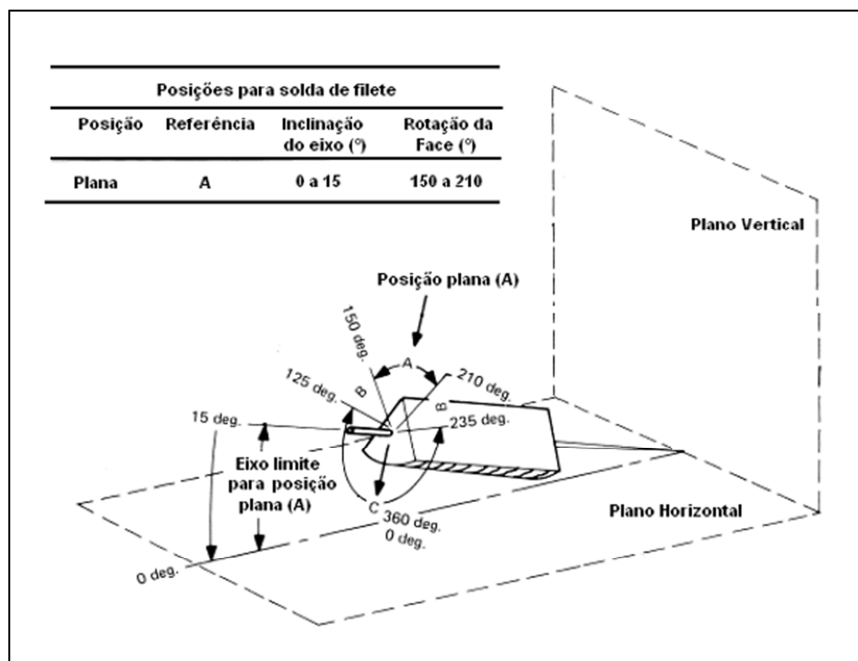 Posições para solda de filete
Posição Referência Inclinação do eixo (°) Rotação da Face (°)
Plana A 0 a 15 150 a 210
Plano Vertical
Posição plana (A)
150 deg.
A
210 deg.
125 deg.
B
B
235 deg.
15 deg.
Eixo limite
para posição
plana (A)
C 360 deg.
0 deg.
Plano Horizontal
0 deg.